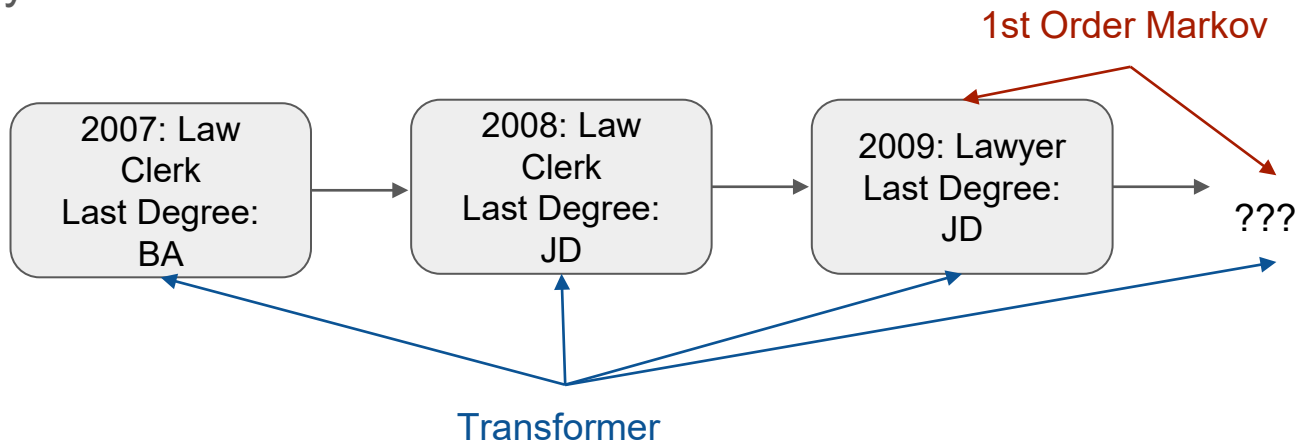 1st Order Markov
2007: Law
Clerk
Last Degree:
BA
2008: Law
Clerk
Last Degree:
JD
2009: Lawyer
Last Degree:
JD
???
Transformer